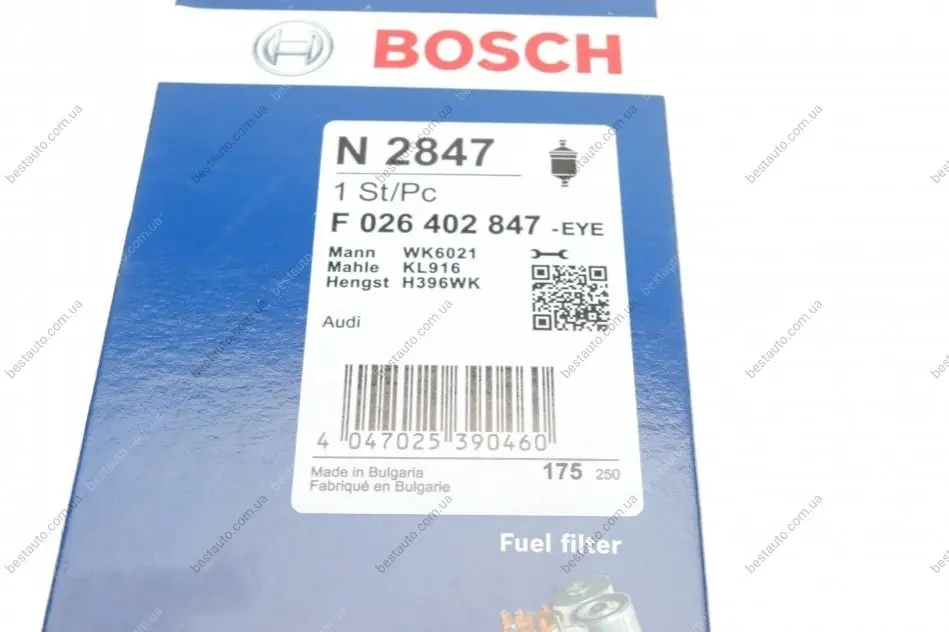 BOSCH
N 2847
1 St/Pc
F 026 402 847 -EYE
Mann WK6021
Mahle KL916
Hengst H396WK
Audi
4 047025 390460
Made in Bulgaria 175 250
Fabriqué en Bulgarie
Fuel filter
bestauto.com.ua